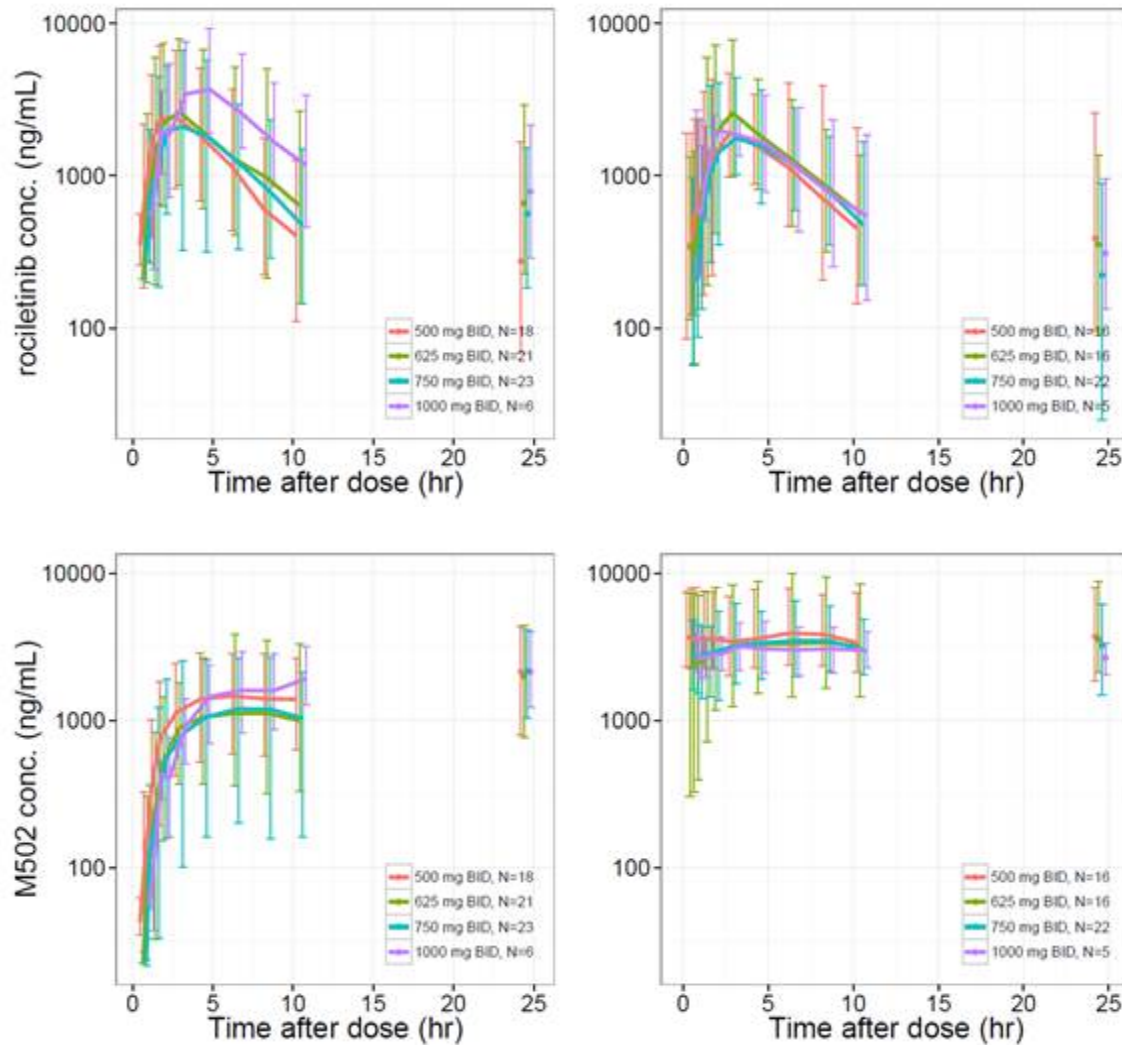 rociletinib conc. (ng/mL)
10000
1000
100
500 mg BID, N=18
625 mg BID, N=21
750 mg BID, N=23
1000 mg BID, N=6
0 5 10 15 20 25
Time after dose (hr)
10000
1000
100
500 mg BID, N=16
625 mg BID, N=16
750 mg BID, N=22
1000 mg BID, N=5
0 5 10 15 20 25
Time after dose (hr)
M502 conc. (ng/mL)
10000
1000
100
500 mg BID, N=18
625 mg BID, N=21
750 mg BID, N=23
1000 mg BID, N=6
0 5 10 15 20 25
Time after dose (hr)
10000
1000
100
500 mg BID, N=16
625 mg BID, N=16
750 mg BID, N=22
1000 mg BID, N=5
0 5 10 15 20 25
Time after dose (hr)